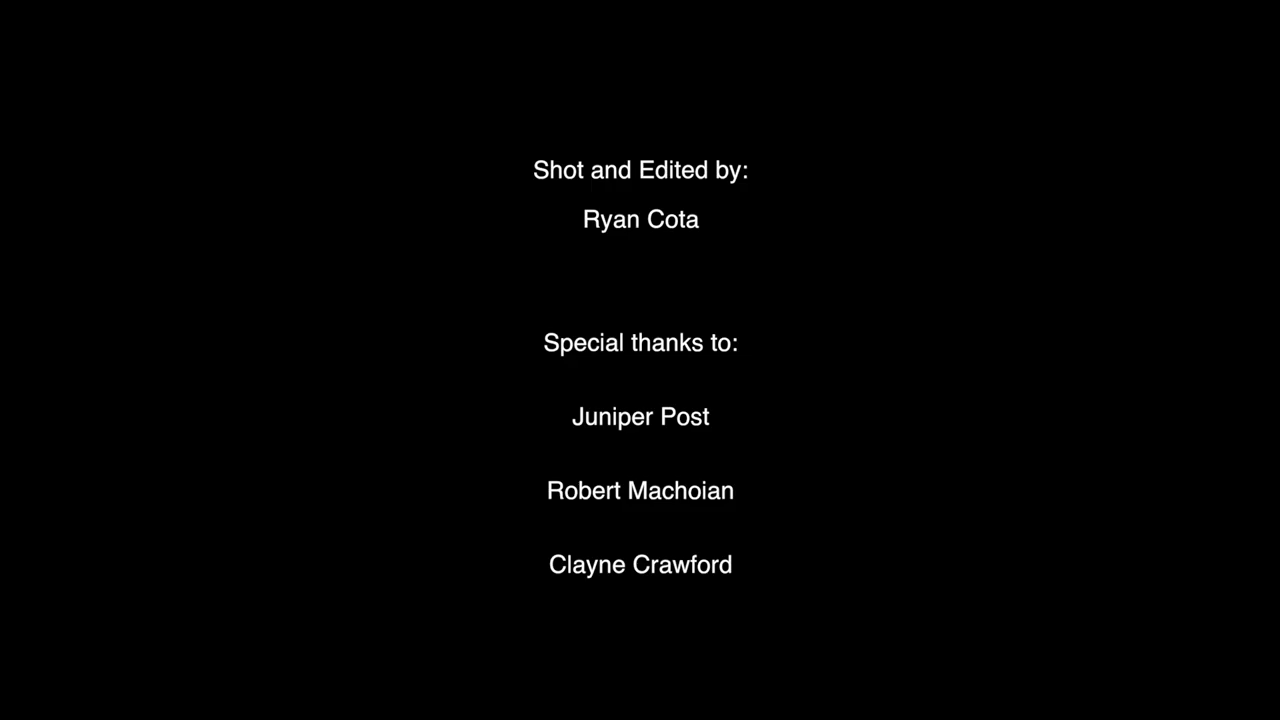 Shot and Edited by:
Ryan Cota
Special thanks to:
Juniper Post
Robert Machoian
Clayne Crawford